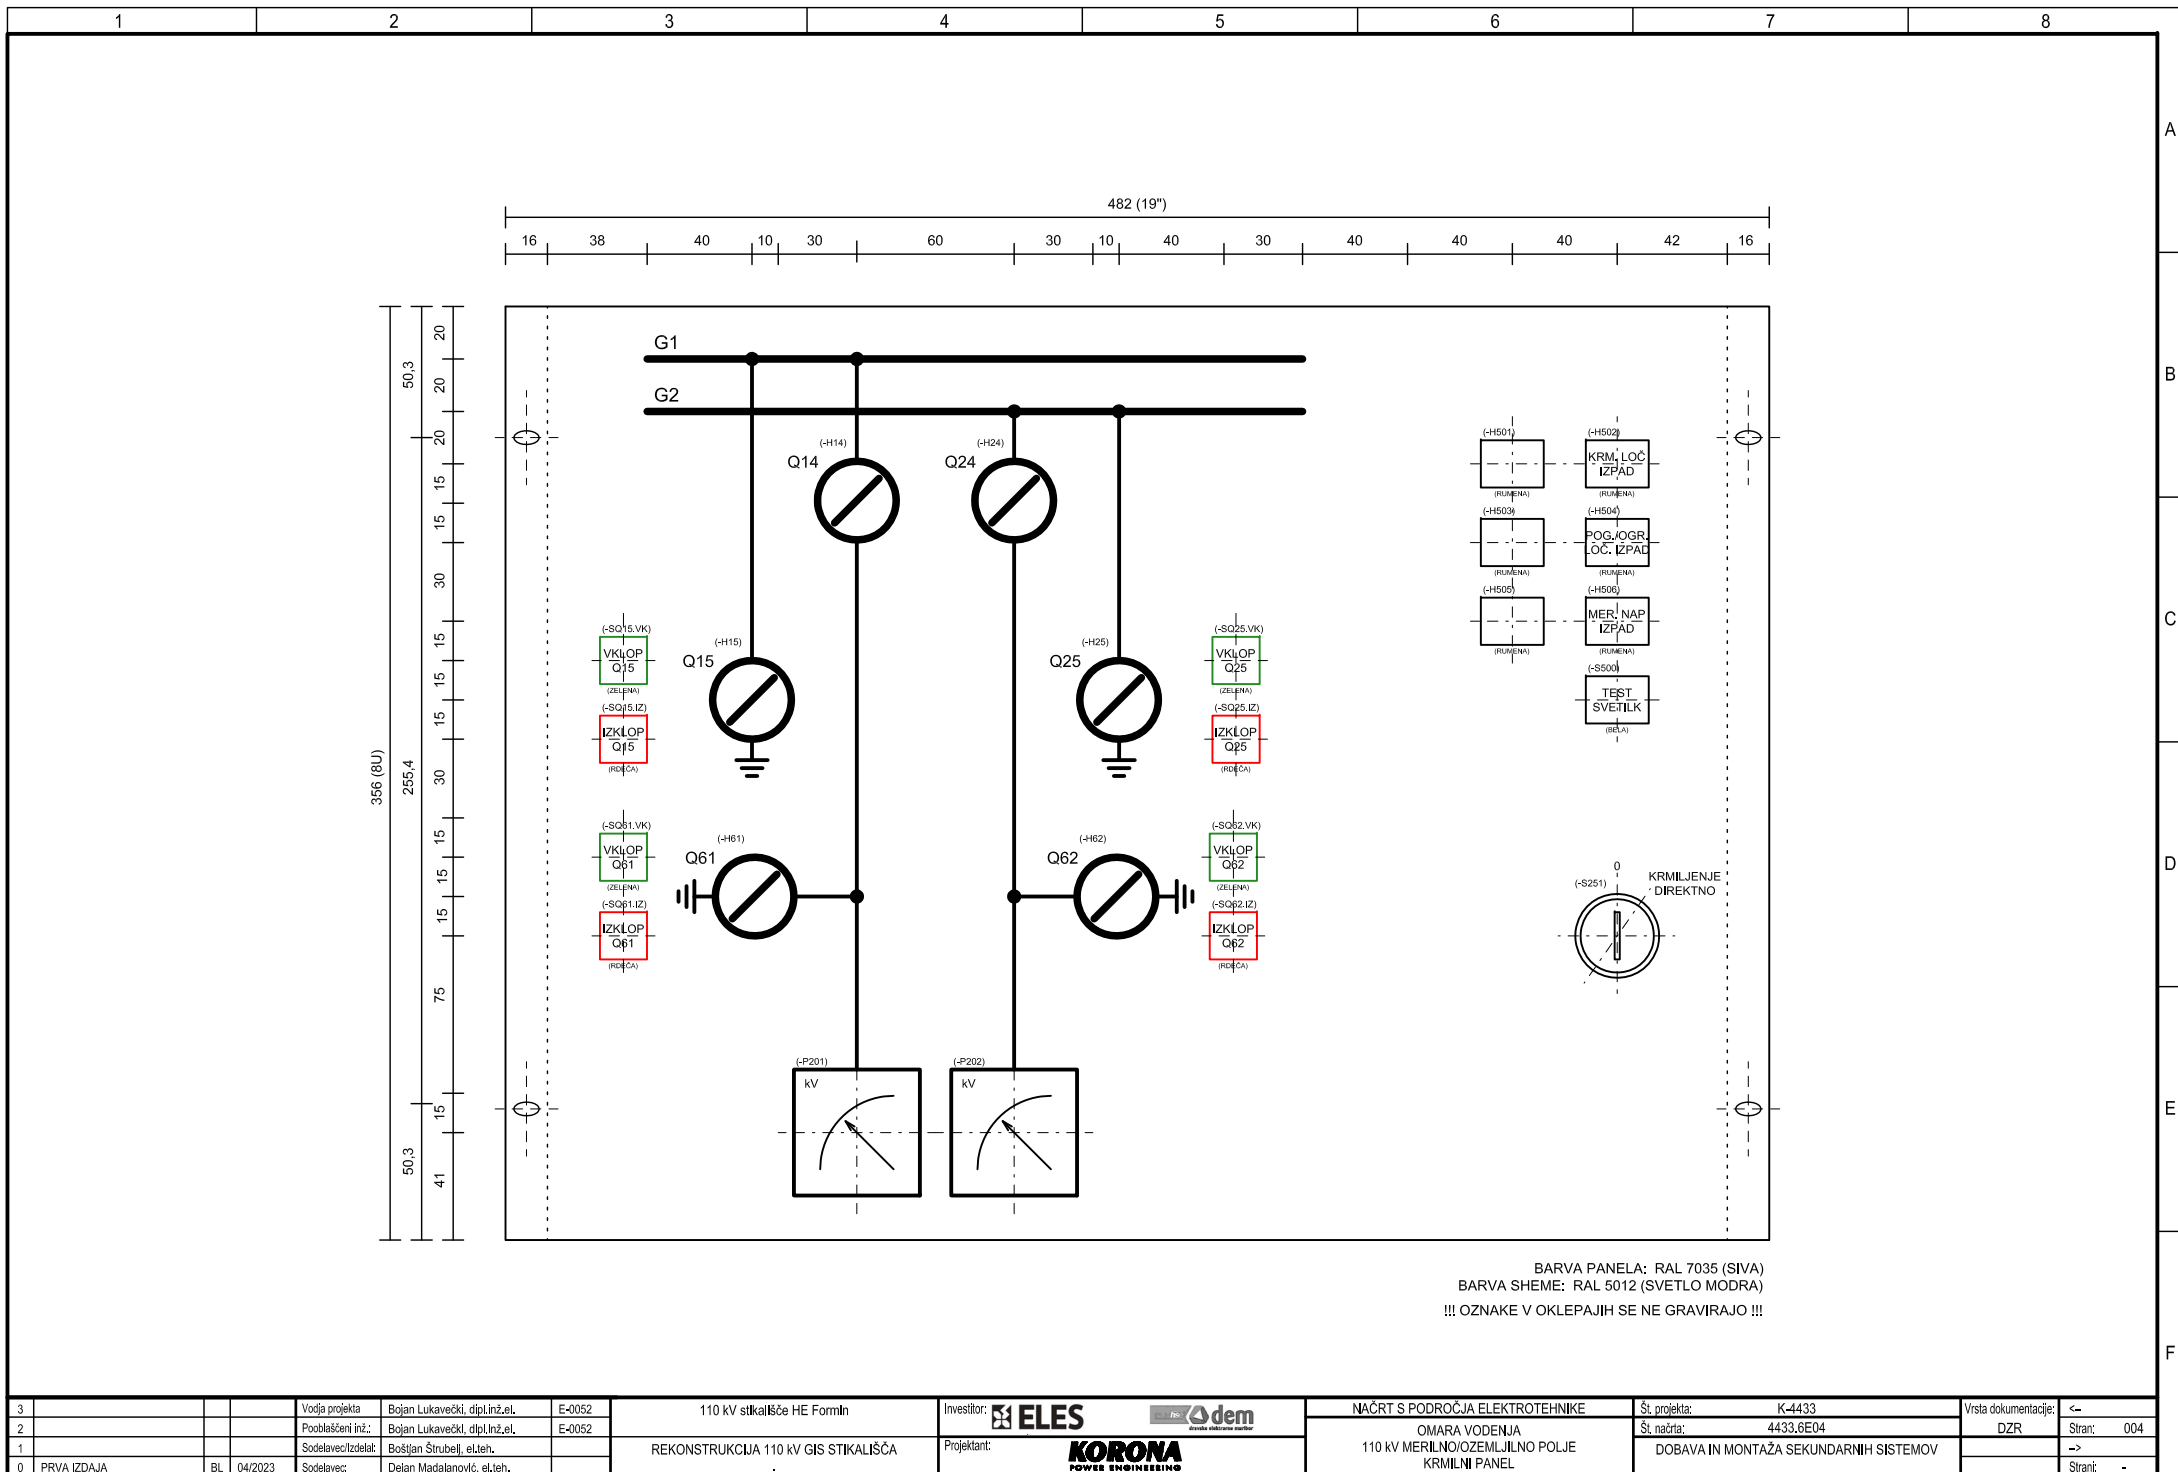 1 2 3 4 5 6 7 8
A
B
C
D
E
F
482 (19")
16 38 40 10 30 60 30 10 40 30 40 40 40 42 16
356 (8U)
50,3
255,4
50,3
20
20
20
15
15
30
15
15
15
30
15
15
15
75
15
41
G1
G2
(-H14)
Q14
(-H24)
Q24
(-H501)
(RUMENA)
(-H502)
KRM. LOČ
IZPAD
(RUMENA)
(-H503)
(RUMENA)
(-H504)
POG./OGR.
LOČ. IZPAD
(RUMENA)
(-H505)
(RUMENA)
(-H506)
MER. NAP
IZPAD
(RUMENA)
(-S500)
TEST
SVETILK
(BELA)
(-SQ15.VK)
VKLOP
Q15
(ZELENA)
(-H15)
Q15
(-SQ15.IZ)
IZKLOP
Q15
(RDEČA)
(-H25)
Q25
(-SQ25.VK)
VKLOP
Q25
(ZELENA)
(-SQ25.IZ)
IZKLOP
Q25
(RDEČA)
(-SQ61.VK)
VKLOP
Q61
(ZELENA)
(-H61)
Q61
(-SQ61.IZ)
IZKLOP
Q61
(RDEČA)
(-H62)
Q62
(-SQ62.VK)
VKLOP
Q62
(ZELENA)
(-SQ62.IZ)
IZKLOP
Q62
(RDEČA)
(-S251)
0
KRMILJENJE
DIREKTNO
(-P201)
kV
(-P202)
kV
BARVA PANELA: RAL 7035 (SIVA)
BARVA SHEME: RAL 5012 (SVETLO MODRA)
!!! OZNAKE V OKLEPAJIH SE NE GRAVIRAJO !!!
3
2
1
0 PRVA IZDAJA BL 04/2023
Vodja projekta Bojan Lukavečki, dipl.inž.el. E-0052
Pooblaščeni inž.: Bojan Lukavečki, dipl.inž.el. E-0052
Sodelavec/Izdelal: Boštjan Štrubelj, el.teh.
Sodelavec: Dejan Madalanović, el.teh.
110 kV stikališče HE Formin
REKONSTRUKCIJA 110 kV GIS STIKALIŠČA
Investitor: ELES hse dem
dravske elektrarne maribor
Projektant: KORONA
POWER ENGINEERING
NAČRT S PODROČJA ELEKTROTEHNIKE
OMARA VODENJA
110 kV MERILNO/OZEMLJILNO POLJE
KRMILNI PANEL
Št. projekta: K-4433
Št. načrta: 4433.6E04
DOBAVA IN MONTAŽA SEKUNDARNIH SISTEMOV
Vrsta dokumentacije:
DZR
<-
Stran: 004
->
Strani: -